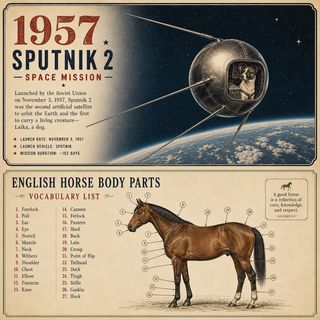 1957
SPUTNIK 2
SPACE MISSION
Launched by the Soviet Union
on November 3, 1957, Sputnik 2
was the second artificial satellite
to orbit the Earth and the first
to carry a living creature—
Laika, a dog.
LAUNCH DATE: NOVEMBER 3, 1957
LAUNCH VEHICLE: SPUTNIK
MISSION DURATION: ~162 DAYS
ENGLISH HORSE BODY PARTS
VOCABULARY LIST
A good horse
is a reflection of
care, knowledge,
and respect.
1. Forelock
2. Poll
3. Ear
4. Eye
5. Nostril
6. Muzzle
7. Neck
8. Withers
9. Shoulder
10. Chest
11. Elbow
12. Forearm
13. Knee
14. Cannon
15. Fetlock
16. Pastern
17. Hoof
18. Back
19. Loin
20. Croup
21. Point of Hip
22. Tailhead
23. Dock
24. Thigh
25. Stifle
26. Gaskin
27. Hock